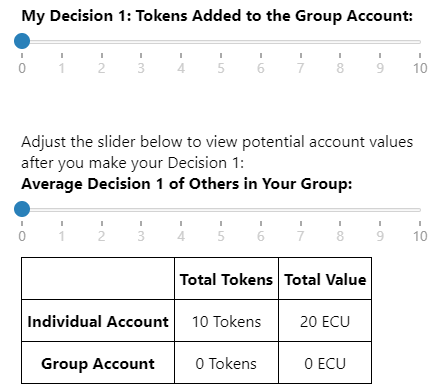 My Decision 1: Tokens Added to the Group Account:
0 1 2 3 4 5 6 7 8 9 10
Adjust the slider below to view potential account values
after you make your Decision 1:
Average Decision 1 of Others in Your Group:
0 1 2 3 4 5 6 7 8 9 10
Total Tokens Total Value
Individual Account 10 Tokens 20 ECU
Group Account 0 Tokens 0 ECU